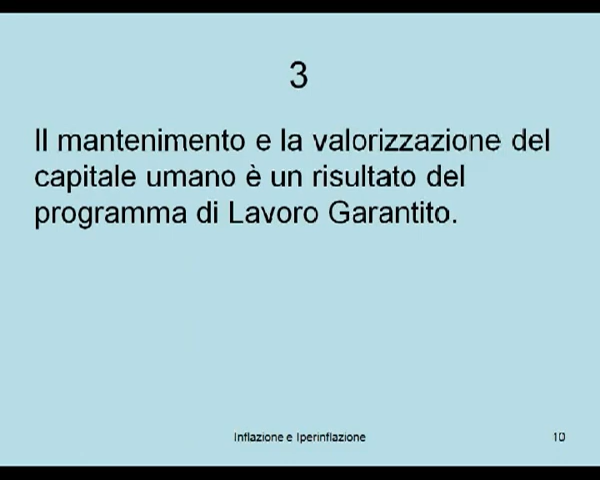 3
Il mantenimento e la valorizzazione del
capitale umano è un risultato del
programma di Lavoro Garantito.
Inflazione e Iperinflazione
10